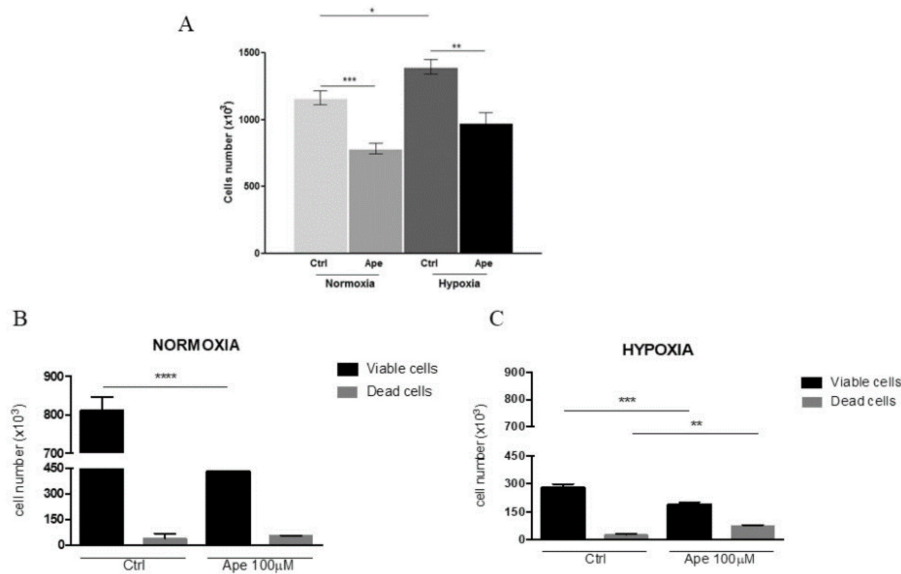 A
*
**
***
1500
1000
500
0
Cells number (x10³)
Ctrl Ape Ctrl Ape
Normoxia Hypoxia
B
NORMOXIA
****
Viable cells
Dead cells
900
800
700
450
300
150
0
cell number (x10³)
Ctrl Ape 100µM
C
HYPOXIA
***
**
Viable cells
Dead cells
900
800
700
450
300
150
0
cell number (x10³)
Ctrl Ape 100µM